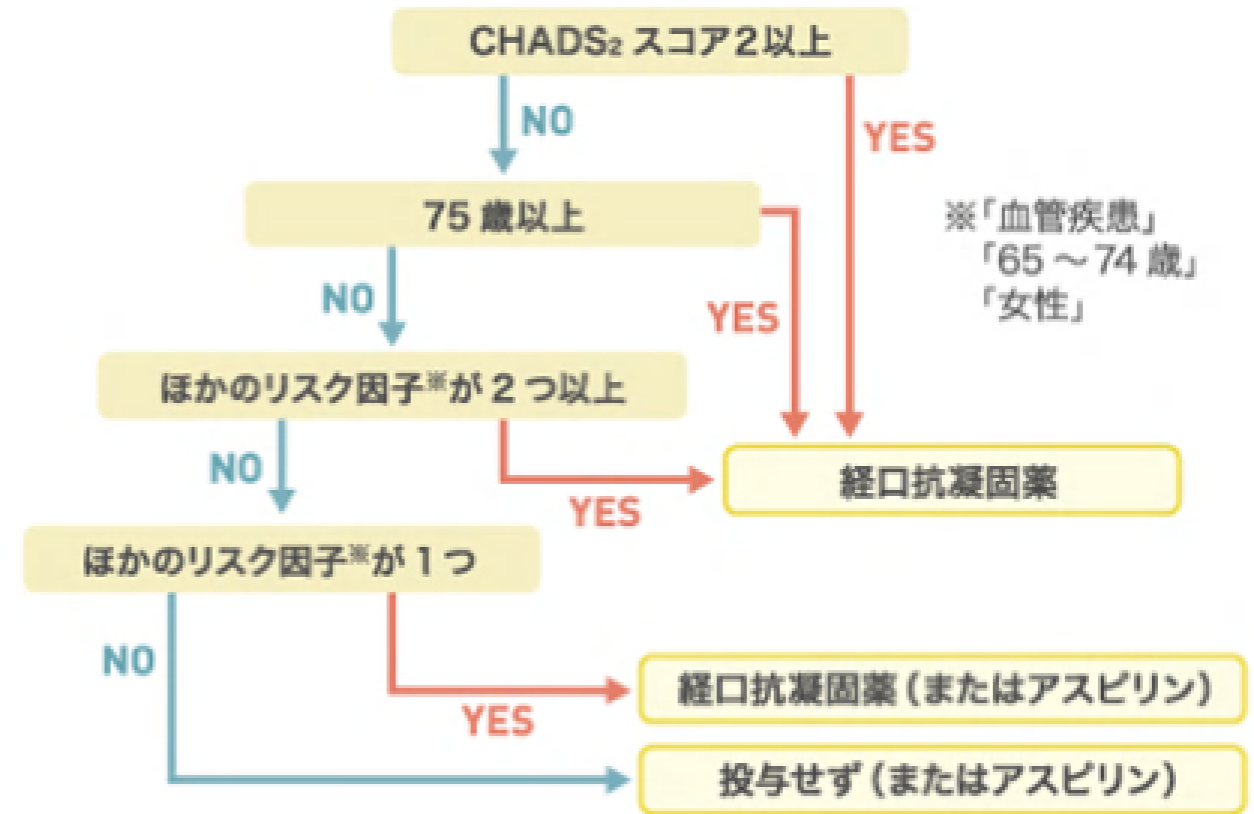 CHADS₂ スコア2以上
NO
YES
75 歳以上
※「血管疾患」
「65 〜 74 歳」
「女性」
NO
YES
ほかのリスク因子※が 2 つ以上
NO
YES
経口抗凝固薬
ほかのリスク因子※が 1 つ
NO
YES
経口抗凝固薬（またはアスピリン）
投与せず（またはアスピリン）